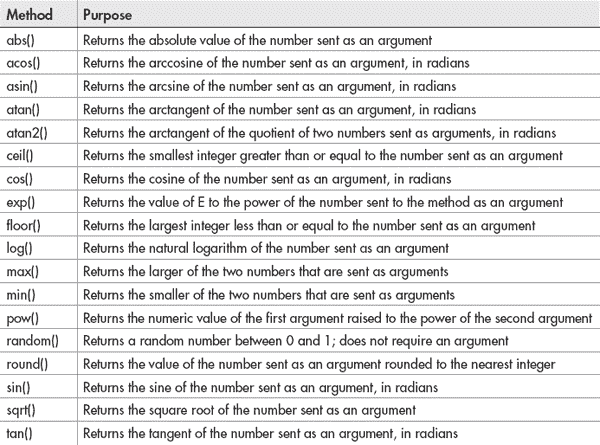 Method Purpose
abs() Returns the absolute value of the number sent as an argument
acos() Returns the arccosine of the number sent as an argument, in radians
asin() Returns the arcsine of the number sent as an argument, in radians
atan() Returns the arctangent of the number sent as an argument, in radians
atan2() Returns the arctangent of the quotient of two numbers sent as arguments, in radians
ceil() Returns the smallest integer greater than or equal to the number sent as an argument
cos() Returns the cosine of the number sent as an argument, in radians
exp() Returns the value of E to the power of the number sent to the method as an argument
floor() Returns the largest integer less than or equal to the number sent as an argument
log() Returns the natural logarithm of the number sent as an argument
max() Returns the larger of the two numbers that are sent as arguments
min() Returns the smaller of the two numbers that are sent as arguments
pow() Returns the numeric value of the first argument raised to the power of the second argument
random() Returns a random number between 0 and 1; does not require an argument
round() Returns the value of the number sent as an argument rounded to the nearest integer
sin() Returns the sine of the number sent as an argument, in radians
sqrt() Returns the square root of the number sent as an argument
tan() Returns the tangent of the number sent as an argument, in radians